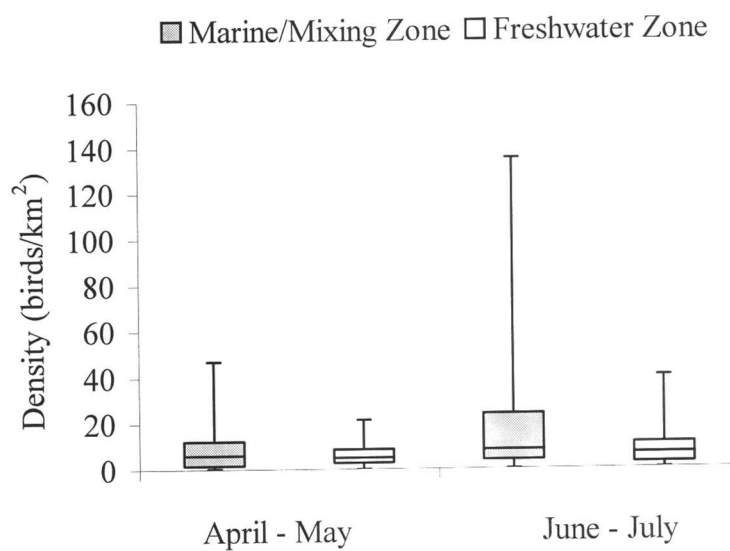 Marine/Mixing Zone Freshwater Zone
160
140
120
100
80
60
40
20
0
Density (birds/km²)
April - May
June - July